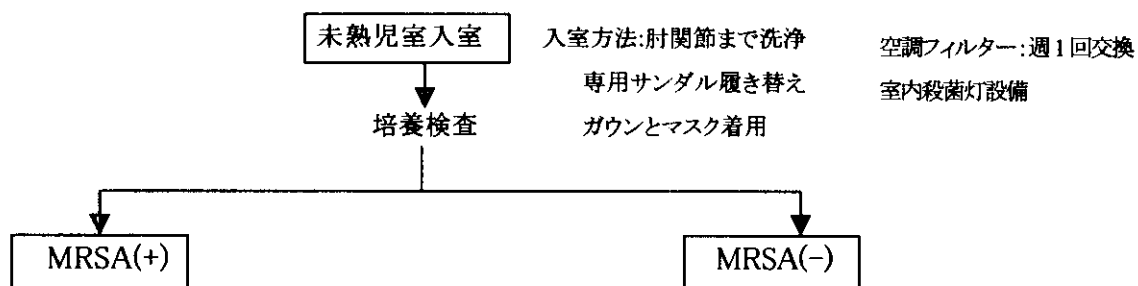 未熟児室入室
入室方法:肘関節まで洗浄
専用サンダル履き替え
ガウンとマスク着用
空調フィルター:週1回交換
室内殺菌灯設備
培養検査
MRSA(+)
MRSA(-)